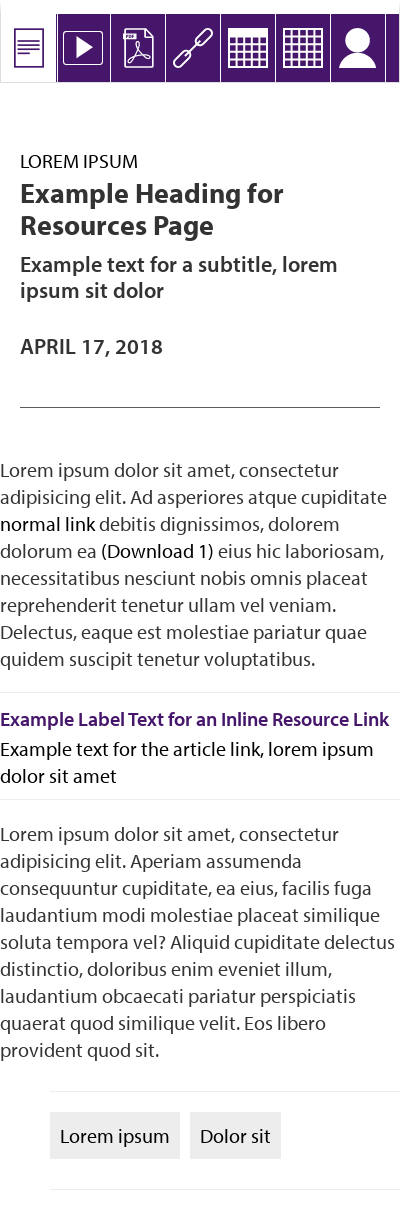 PDF
LOREM IPSUM
Example Heading for
Resources Page
Example text for a subtitle, lorem
ipsum sit dolor
APRIL 17, 2018
Lorem ipsum dolor sit amet, consectetur
adipisicing elit. Ad asperiores atque cupiditate
normal link debitis dignissimos, dolorem
dolorum ea (Download 1) eius hic laboriosam,
necessitatibus nesciunt nobis omnis placeat
reprehenderit tenetur ullam vel veniam.
Delectus, eaque est molestiae pariatur quae
quidem suscipit tenetur voluptatibus.
Example Label Text for an Inline Resource Link
Example text for the article link, lorem ipsum
dolor sit amet
Lorem ipsum dolor sit amet, consectetur
adipisicing elit. Aperiam assumenda
consequuntur cupiditate, ea eius, facilis fuga
laudantium modi molestiae placeat similique
soluta tempora vel? Aliquid cupiditate delectus
distinctio, doloribus enim eveniet illum,
laudantium obcaecati pariatur perspiciatis
quaerat quod similique velit. Eos libero
provident quod sit.
Lorem ipsum Dolor sit